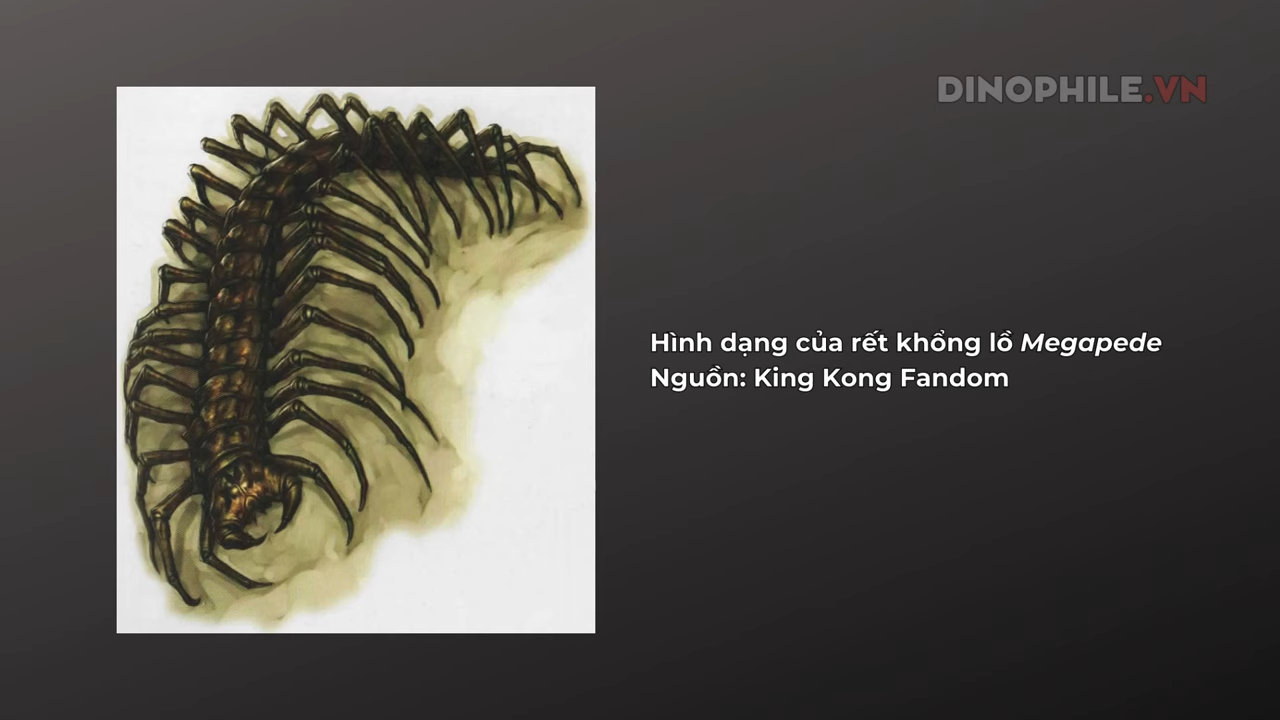 DINOPHILE.VN
Hình dạng của rết khổng lồ Megapede
Nguồn: King Kong Fandom